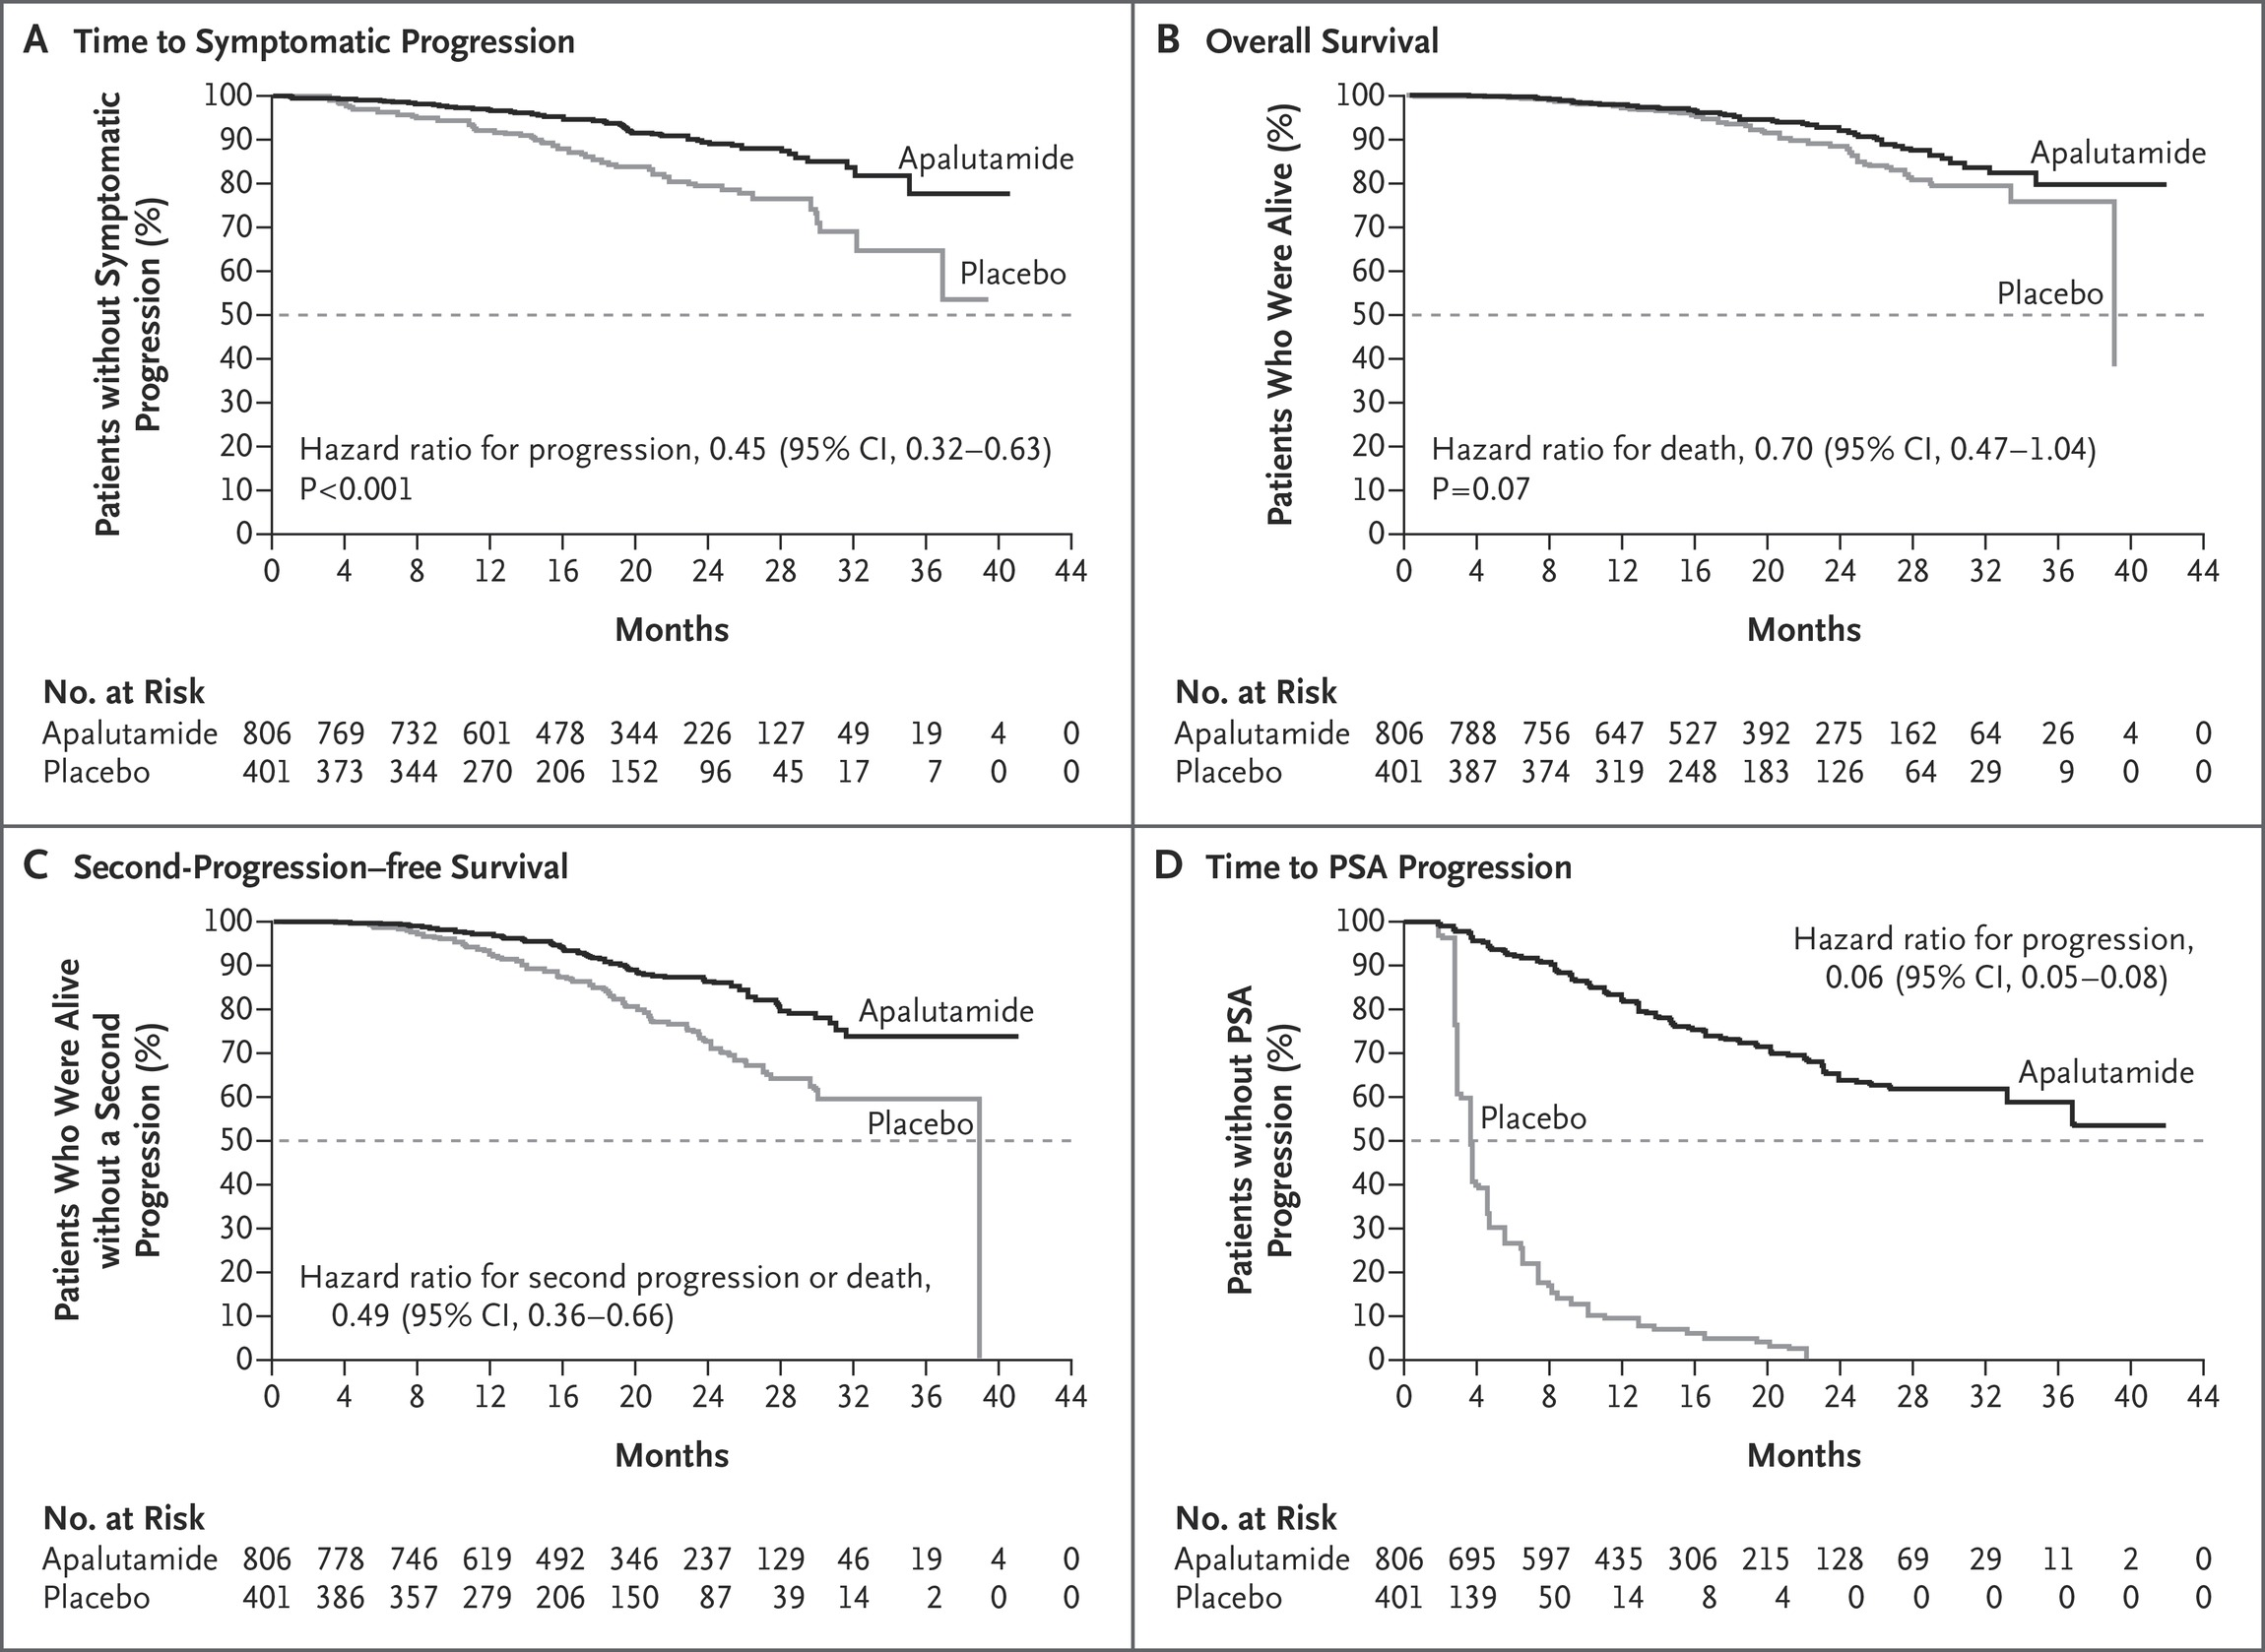 A Time to Symptomatic Progression
Patients without Symptomatic
Progression (%)
100
90
80
70
60
50
40
30
20
10
0
Apalutamide
Placebo
Hazard ratio for progression, 0.45 (95% CI, 0.32–0.63)
P<0.001
0 4 8 12 16 20 24 28 32 36 40 44
Months
No. at Risk
Apalutamide 806 769 732 601 478 344 226 127 49 19 4 0
Placebo 401 373 344 270 206 152 96 45 17 7 0 0
B Overall Survival
Patients Who Were Alive (%)
100
90
80
70
60
50
40
30
20
10
0
Apalutamide
Placebo
Hazard ratio for death, 0.70 (95% CI, 0.47–1.04)
P=0.07
0 4 8 12 16 20 24 28 32 36 40 44
Months
No. at Risk
Apalutamide 806 788 756 647 527 392 275 162 64 26 4 0
Placebo 401 387 374 319 248 183 126 64 29 9 0 0
C Second-Progression–free Survival
Patients Who Were Alive
without a Second
Progression (%)
100
90
80
70
60
50
40
30
20
10
0
Apalutamide
Placebo
Hazard ratio for second progression or death,
0.49 (95% CI, 0.36–0.66)
0 4 8 12 16 20 24 28 32 36 40 44
Months
No. at Risk
Apalutamide 806 778 746 619 492 346 237 129 46 19 4 0
Placebo 401 386 357 279 206 150 87 39 14 2 0 0
D Time to PSA Progression
Patients without PSA
Progression (%)
100
90
80
70
60
50
40
30
20
10
0
Hazard ratio for progression,
0.06 (95% CI, 0.05–0.08)
Apalutamide
Placebo
0 4 8 12 16 20 24 28 32 36 40 44
Months
No. at Risk
Apalutamide 806 695 597 435 306 215 128 69 29 11 2 0
Placebo 401 139 50 14 8 4 0 0 0 0 0 0